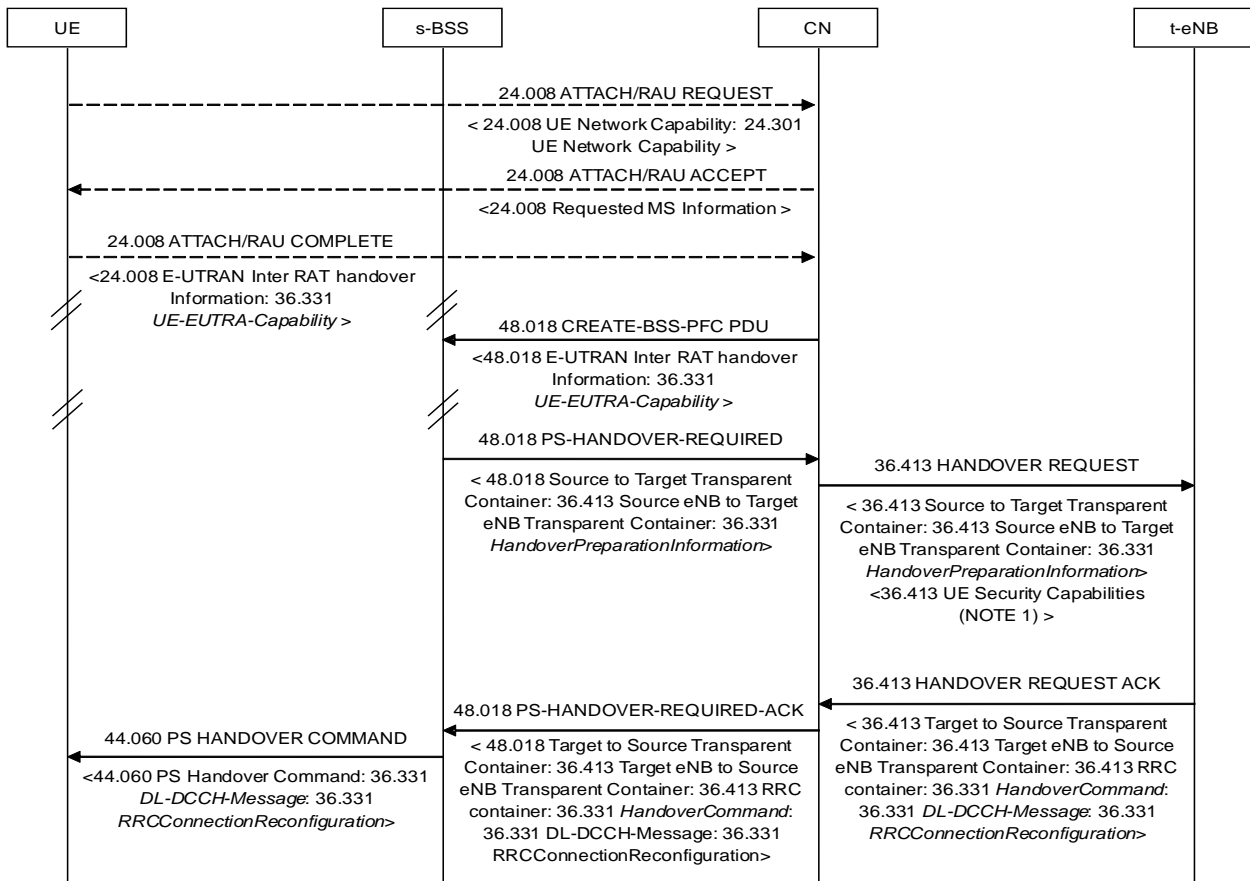 UE
s-BSS
CN
t-eNB
24.008 ATTACH/RAU REQUEST
< 24.008 UE Network Capability: 24.301
UE Network Capability >
24.008 ATTACH/RAU ACCEPT
<24.008 Requested MS Information >
24.008 ATTACH/RAU COMPLETE
<24.008 E-UTRAN Inter RAT handover
Information: 36.331
UE-EUTRA-Capability >
48.018 CREATE-BSS-PFC PDU
<48.018 E-UTRAN Inter RAT handover
Information: 36.331
UE-EUTRA-Capability >
48.018 PS-HANDOVER-REQUIRED
< 48.018 Source to Target Transparent
Container: 36.413 Source eNB to Target
eNB Transparent Container: 36.331
HandoverPreparationInformation>
36.413 HANDOVER REQUEST
< 36.413 Source to Target Transparent
Container: 36.413 Source eNB to Target
eNB Transparent Container: 36.331
HandoverPreparationInformation>
<36.413 UE Security Capabilities
(NOTE 1) >
36.413 HANDOVER REQUEST ACK
< 36.413 Target to Source Transparent
Container: 36.413 Target eNB to Source
eNB Transparent Container: 36.413 RRC
container: 36.331 HandoverCommand:
36.331 DL-DCCH-Message: 36.331
RRCConnectionReconfiguration>
48.018 PS-HANDOVER-REQUIRED-ACK
< 48.018 Target to Source Transparent
Container: 36.413 Target eNB to Source
eNB Transparent Container: 36.413 RRC
container: 36.331 HandoverCommand:
36.331 DL-DCCH-Message: 36.331
RRCConnectionReconfiguration>
44.060 PS HANDOVER COMMAND
<44.060 PS Handover Command: 36.331
DL-DCCH-Message: 36.331
RRCConnectionReconfiguration>